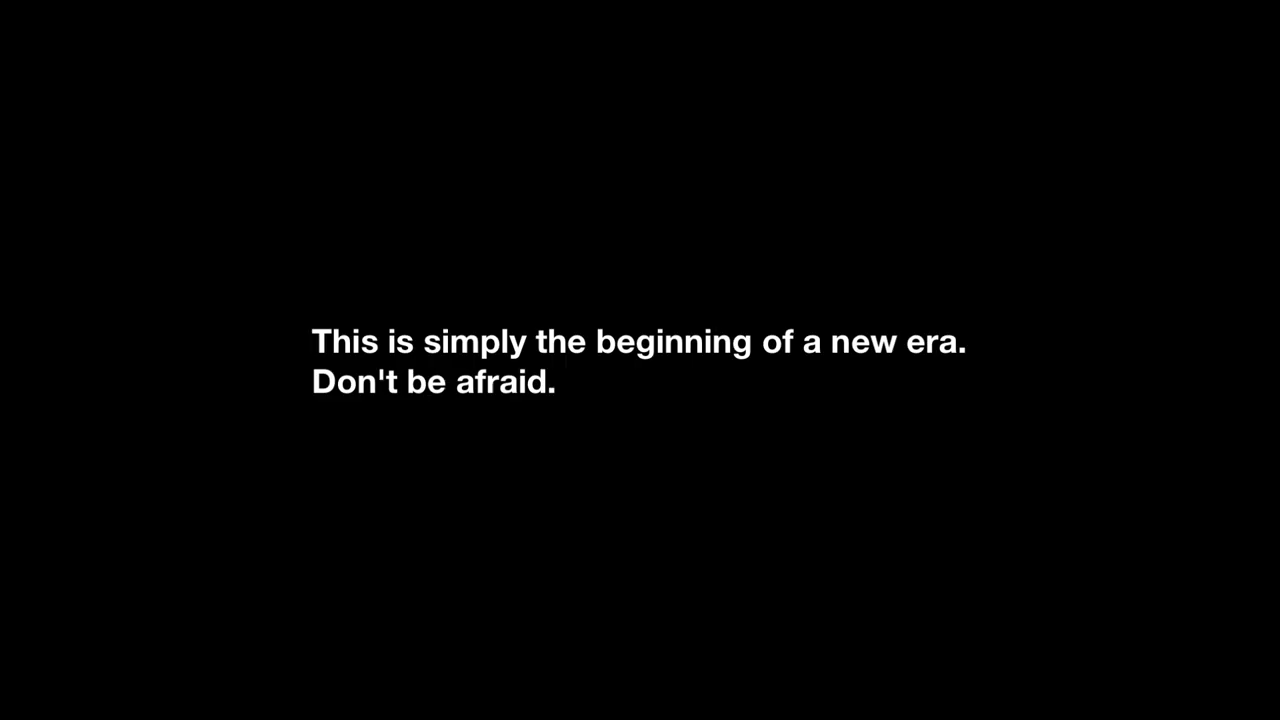 This is simply the beginning of a new era.
Don't be afraid.